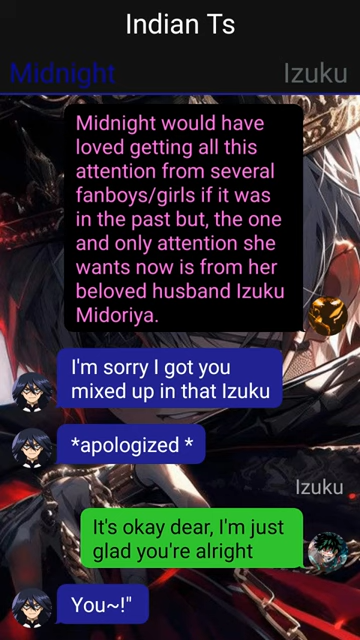 Indian Ts
Midnight
Izuku
Midnight would have
loved getting all this
attention from several
fanboys/girls if it was
in the past but, the one
and only attention she
wants now is from her
beloved husband Izuku
Midoriya.
I'm sorry I got you
mixed up in that Izuku
*apologized *
Izuku
It's okay dear, I'm just
glad you're alright
You~!"